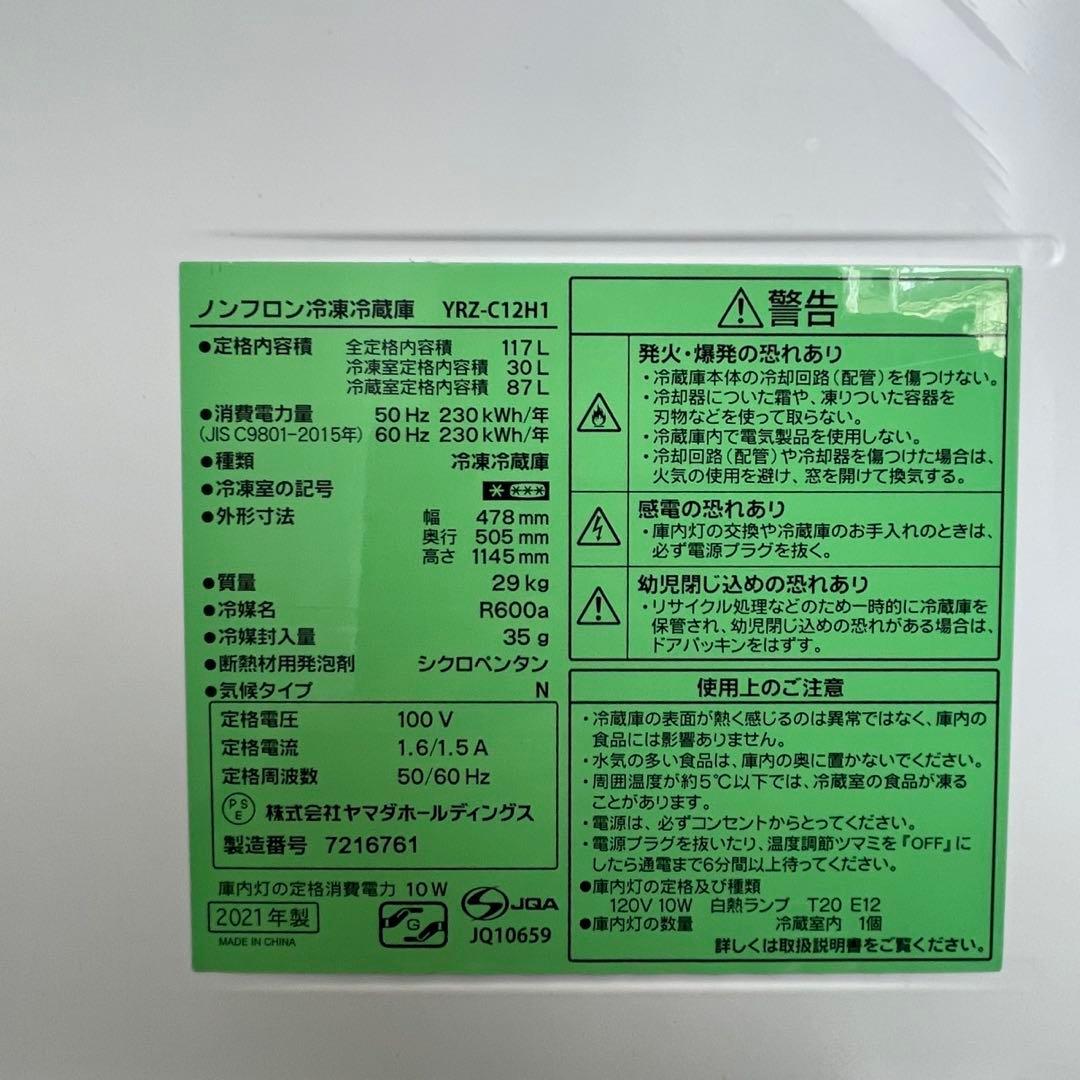 ノンフロン冷凍冷蔵庫 YRZ-C12H1
●定格内容積 全定格内容積 117L
冷凍室定格内容積 30L
冷蔵室定格内容積 87L
●消費電力量 50Hz 230kWh/年
(JIS C9801-2015年) 60Hz 230kWh/年
●種類 冷凍冷蔵庫
●冷凍室の記号
●外形寸法 幅 478mm
奥行 505mm
高さ 1145mm
●質量 29kg
●冷媒名 R600a
●冷媒封入量 35g
●断熱材用発泡剤 シクロペンタン
●気候タイプ N
定格電圧 100V
定格電流 1.6/1.5A
定格周波数 50/60Hz
PSE 株式会社ヤマダホールディングス
製造番号 7216761
庫内灯の定格消費電力 10W
2021年製
MADE IN CHINA
G
JQA
JQ10659
警告
発火・爆発の恐れあり
・冷蔵庫本体の冷却回路(配管)を傷つけない。
・冷却器についた霜や、凍りついた容器を
刃物などを使って取らない。
・冷蔵庫内で電気製品を使用しない。
・冷却回路(配管)や冷却器を傷つけた場合は、
火気の使用を避け、窓を開けて換気する。
感電の恐れあり
・庫内灯の交換や冷蔵庫のお手入れのときは、
必ず電源プラグを抜く。
幼児閉じ込めの恐れあり
・リサイクル処理などのため一時的に冷蔵庫を
保管され、幼児閉じ込めの恐れがある場合は、
ドアパッキンをはずす。
使用上のご注意
・冷蔵庫の表面が熱く感じるのは異常ではなく、庫内の
食品には影響ありません。
・水気の多い食品は、庫内の奥に置かないでください。
・周囲温度が約5℃以下では、冷蔵室の食品が凍る
ことがあります。
・電源は、必ずコンセントからとってください。
・電源プラグを抜いたり、温度調節ツマミを『OFF』に
したら通電まで6分間以上待ってください。
●庫内灯の定格及び種類
120V 10W 白熱ランプ T20 E12
●庫内灯の数量 冷蔵室内 1個
詳しくは取扱説明書をご覧ください。